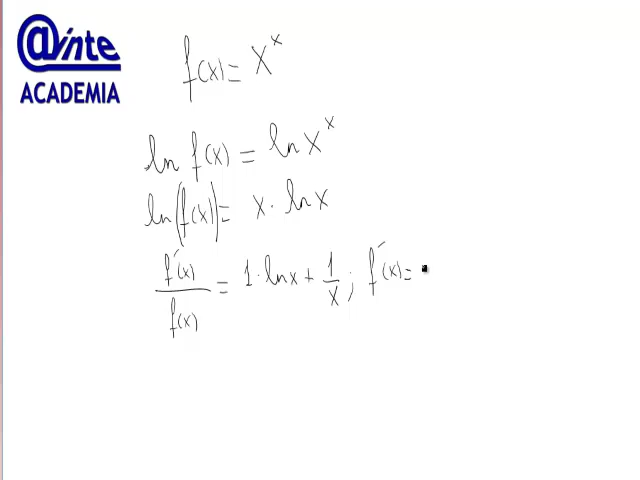 @inte
ACADEMIA
f(x) = x^x
ln f(x) = ln x^x
ln(f(x)) = x · ln x
f'(x)/f(x) = 1 · ln x + 1/x ; f'(x) =